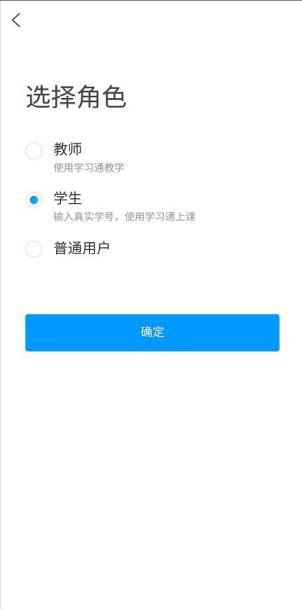 选择角色
教师
使用学习通教学
学生
输入真实学号，使用学习通上课
普通用户
确定